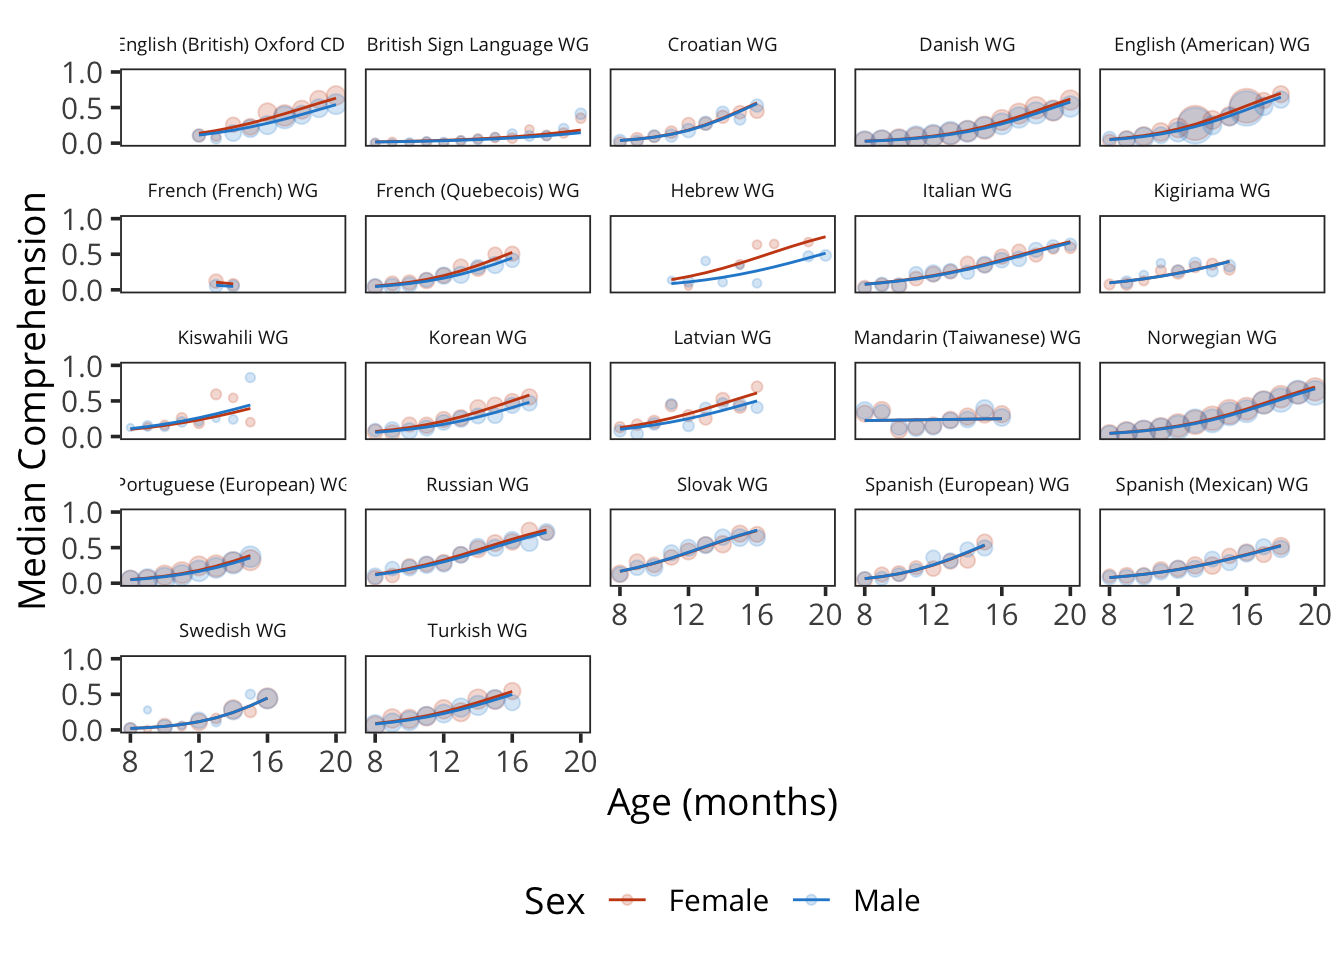 English (British) Oxford CD
British Sign Language WG
Croatian WG
Danish WG
English (American) WG
1.0
0.5
0.0
French (French) WG
French (Quebecois) WG
Hebrew WG
Italian WG
Kigiriama WG
1.0
0.5
0.0
Kiswahili WG
Korean WG
Latvian WG
Mandarin (Taiwanese) WG
Norwegian WG
1.0
0.5
0.0
Portuguese (European) WG
Russian WG
Slovak WG
Spanish (European) WG
Spanish (Mexican) WG
1.0
0.5
0.0
8 12 16 20
8 12 16 20
8 12 16 20
Swedish WG
Turkish WG
1.0
0.5
0.0
8 12 16 20
8 12 16 20
Median Comprehension
Age (months)
Sex Female Male